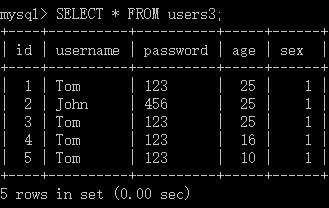 mysql> SELECT * FROM users3;
+----+----------+----------+-----+-----+
| id | username | password | age | sex |
+----+----------+----------+-----+-----+
| 1 | Tom | 123 | 25 | 1 |
| 2 | John | 456 | 25 | 1 |
| 3 | Tom | 123 | 25 | 1 |
| 4 | Tom | 123 | 16 | 1 |
| 5 | Tom | 123 | 10 | 1 |
+----+----------+----------+-----+-----+
5 rows in set (0.00 sec)